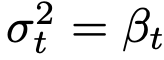 σ_t^2 = β_t